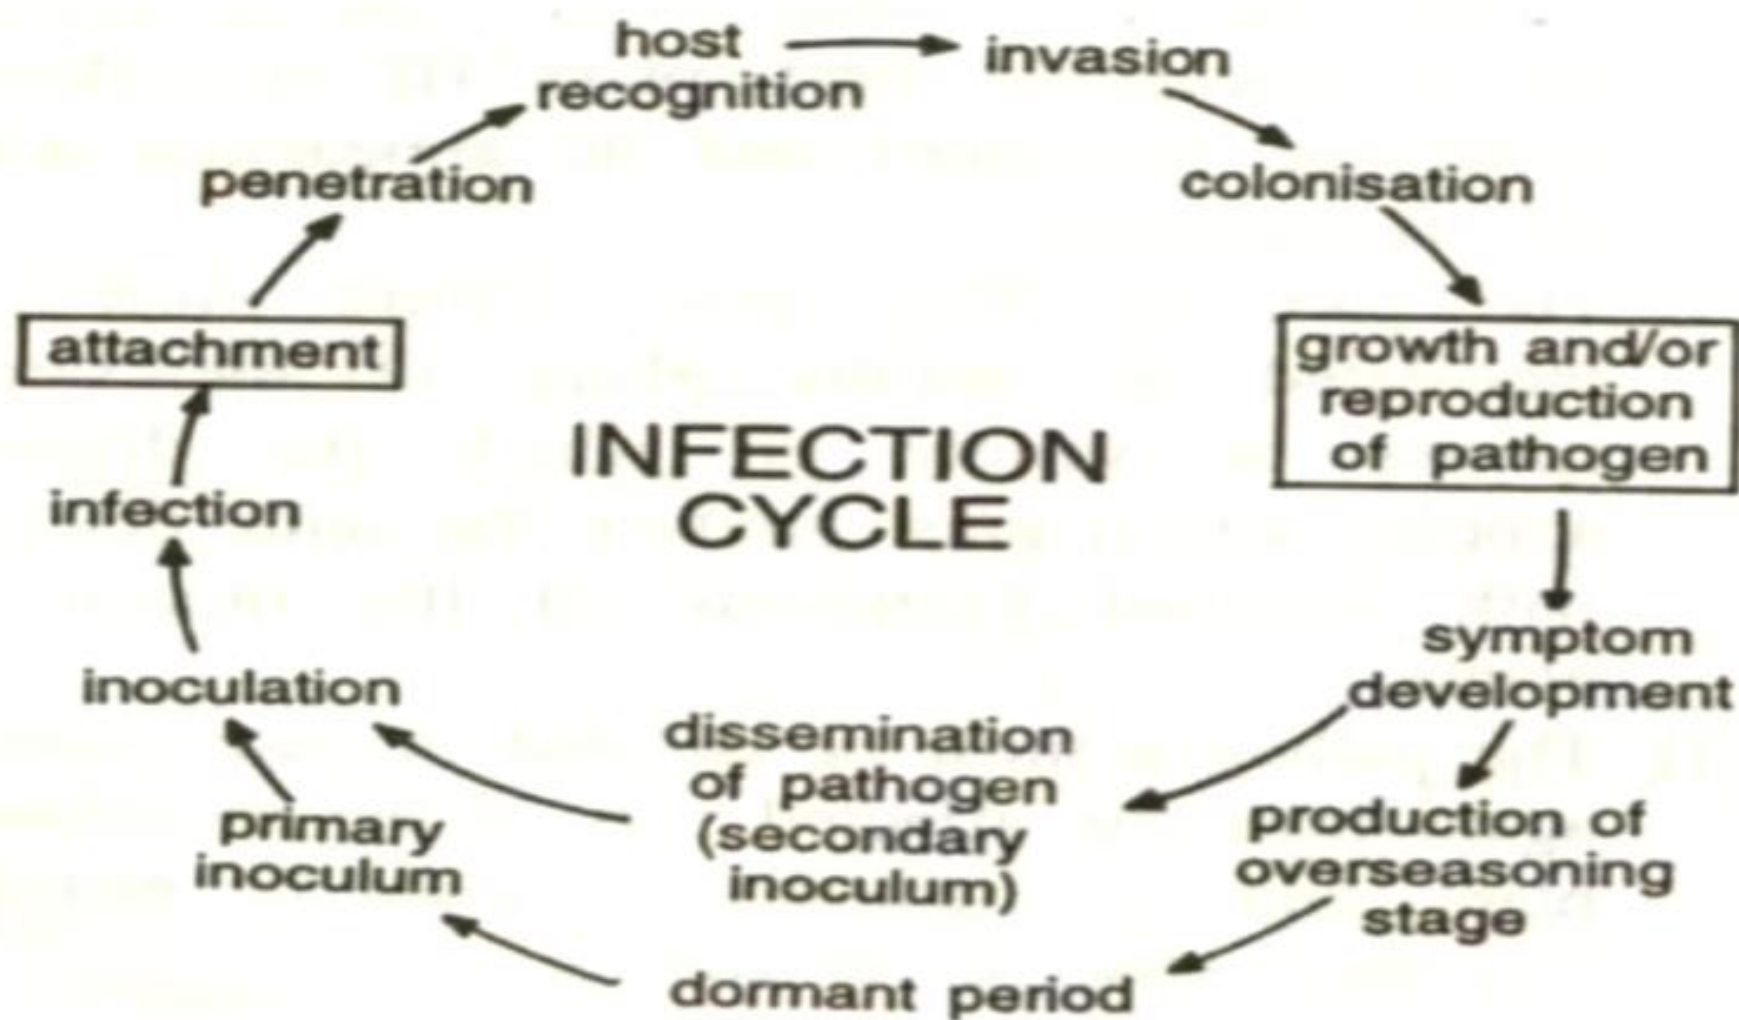 host
recognition
invasion
penetration
colonisation
attachment
growth and/or
reproduction
of pathogen
INFECTION
CYCLE
infection
symptom
development
inoculation
dissemination
of pathogen
(secondary
inoculum)
primary
inoculum
production of
overseasoning
stage
dormant period